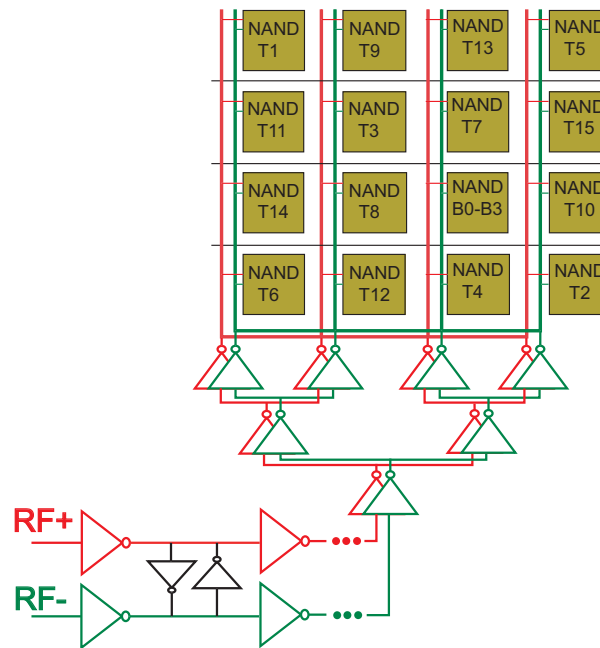 NAND NAND NAND NAND
T1 T9 T13 T5
NAND NAND NAND NAND
T11 T3 T7 T15
NAND NAND NAND NAND
T14 T8 B0-B3 T10
NAND NAND NAND NAND
T6 T12 T4 T2
RF+
RF-